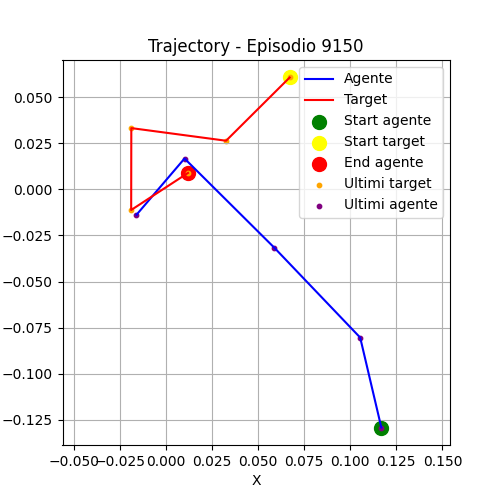 Trajectory - Episodio 9150
Agente
Target
Start agente
Start target
End agente
Ultimi target
Ultimi agente
0.050
0.025
0.000
−0.025
−0.050
−0.075
−0.100
−0.125
−0.050 −0.025 0.000 0.025 0.050 0.075 0.100 0.125 0.150
X